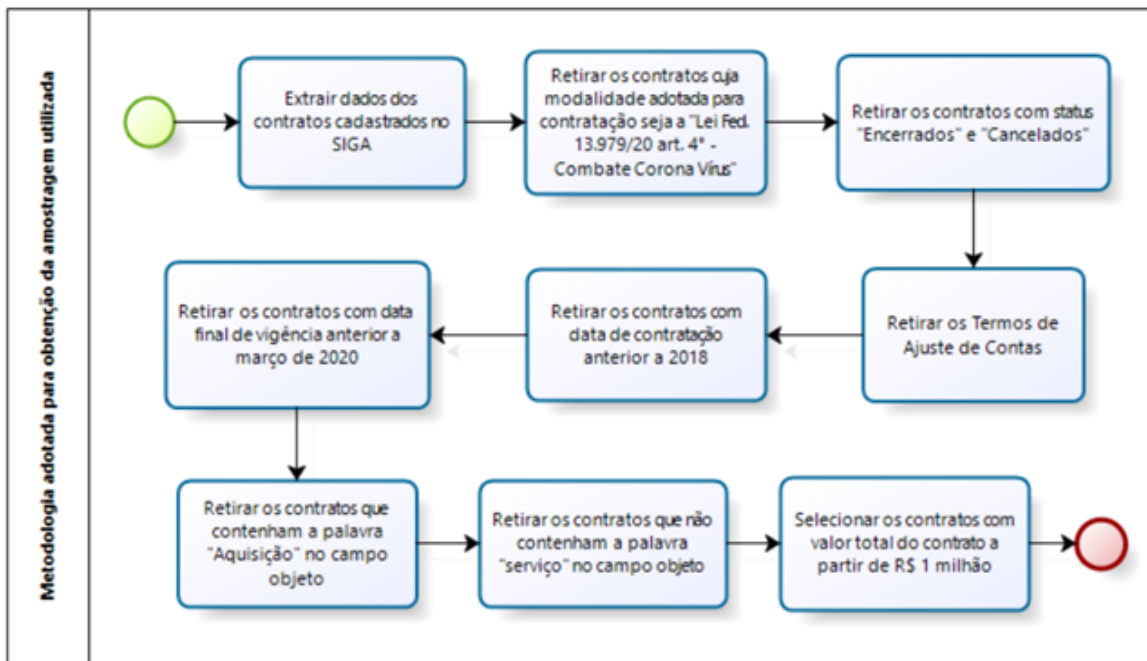 Metodologia adotada para obtenção da amostragem utilizada
Extrair dados dos
contratos cadastrados no
SIGA
Retirar os contratos cuja
modalidade adotada para
contratação seja a "Lei Fed.
13.979/20 art. 4° -
Combate Corona Vírus"
Retirar os contratos com status
"Encerrados" e "Cancelados"
Retirar os Termos de
Ajuste de Contas
Retirar os contratos com
data de contratação
anterior a 2018
Retirar os contratos com data
final de vigência anterior a
março de 2020
Retirar os contratos que
contenham a palavra
"Aquisição" no campo
objeto
Retirar os contratos que não
contenham a palavra
"serviço" no campo objeto
Selecionar os contratos com
valor total do contrato a
partir de R$ 1 milhão